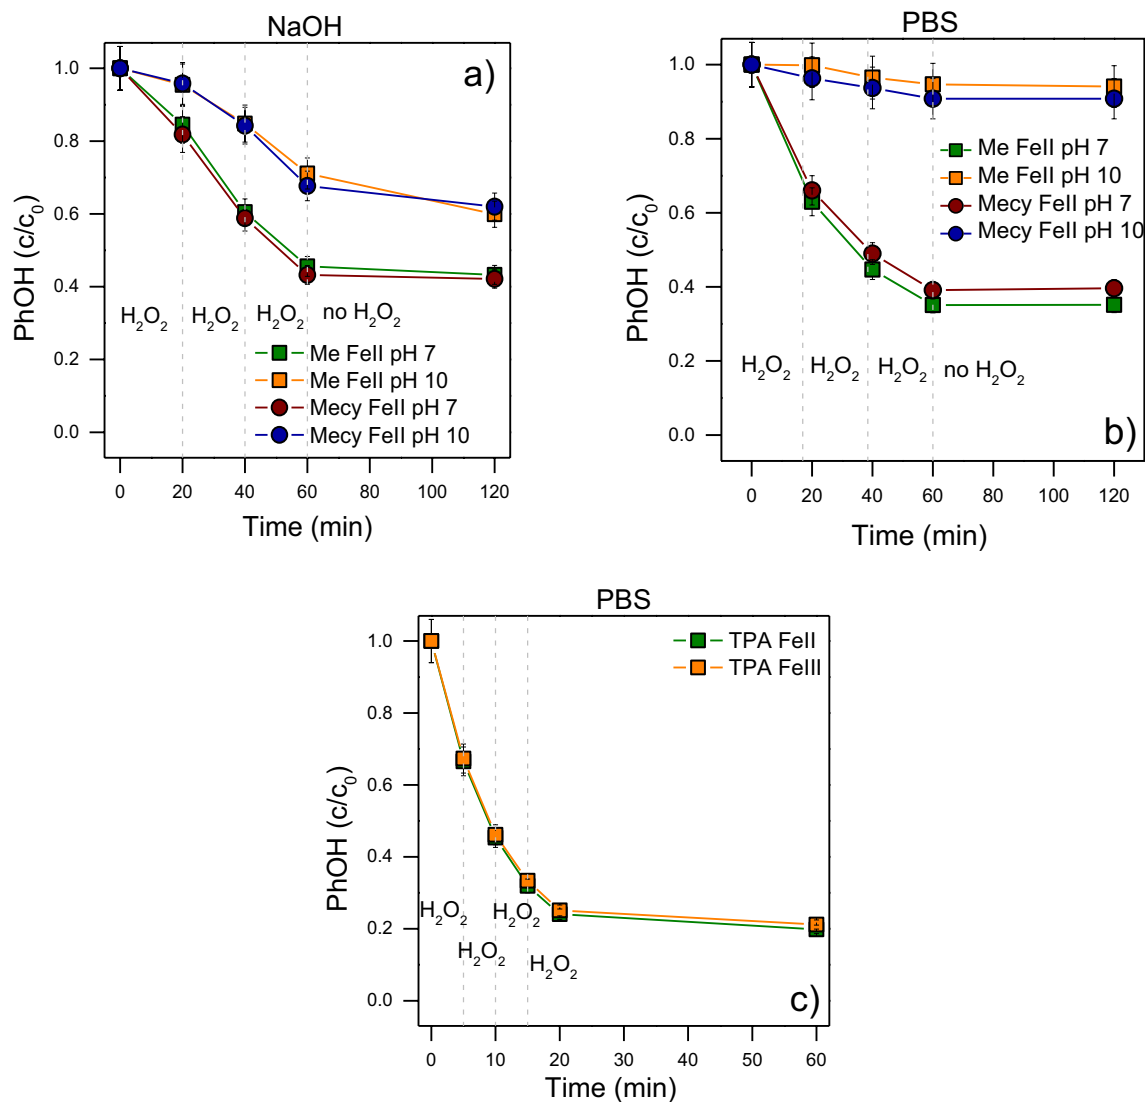 NaOH
a)
PhOH (c/c₀)
1.0
0.8
0.6
0.4
0.2
0.0
H₂O₂ H₂O₂ H₂O₂ no H₂O₂
Me FeII pH 7
Me FeII pH 10
Mecy FeII pH 7
Mecy FeII pH 10
0 20 40 60 80 100 120
Time (min)
PBS
PhOH (c/c₀)
1.0
0.8
0.6
0.4
0.2
0.0
Me FeII pH 7
Me FeII pH 10
Mecy FeII pH 7
Mecy FeII pH 10
H₂O₂ H₂O₂ H₂O₂ no H₂O₂
b)
0 20 40 60 80 100 120
Time (min)
PBS
PhOH (c/c₀)
1.0
0.8
0.6
0.4
0.2
0.0
TPA FeII
TPA FeIII
H₂O₂ H₂O₂
H₂O₂ H₂O₂
c)
0 10 20 30 40 50 60
Time (min)